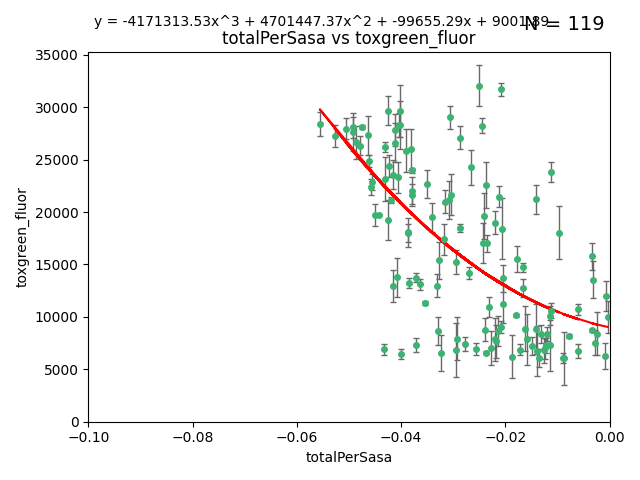 y = -4171313.53x^3 + 4701447.37x^2 + -99655.29x + 9001.89
N = 119
totalPerSasa vs toxgreen_fluor
35000
30000
25000
20000
15000
10000
5000
0
toxgreen_fluor
−0.10 −0.08 −0.06 −0.04 −0.02 0.00
totalPerSasa